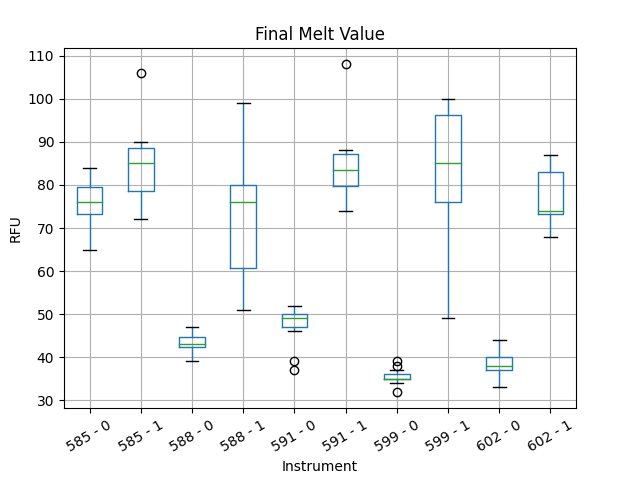 Final Melt Value
110
100
90
80
70
60
50
40
30
RFU
585 - 0
585 - 1
588 - 0
588 - 1
591 - 0
591 - 1
599 - 0
599 - 1
602 - 0
602 - 1
Instrument